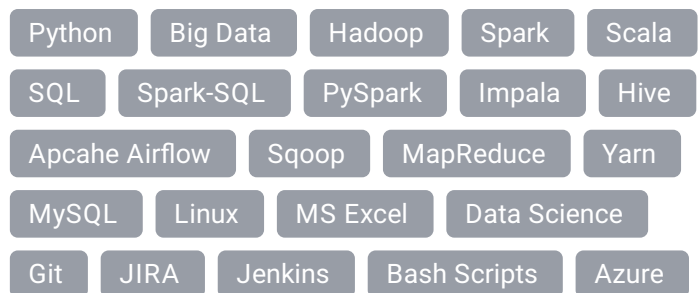 Python Big Data Hadoop Spark Scala
SQL Spark-SQL PySpark Impala Hive
Apcahe Airflow Sqoop MapReduce Yarn
MySQL Linux MS Excel Data Science
Git JIRA Jenkins Bash Scripts Azure